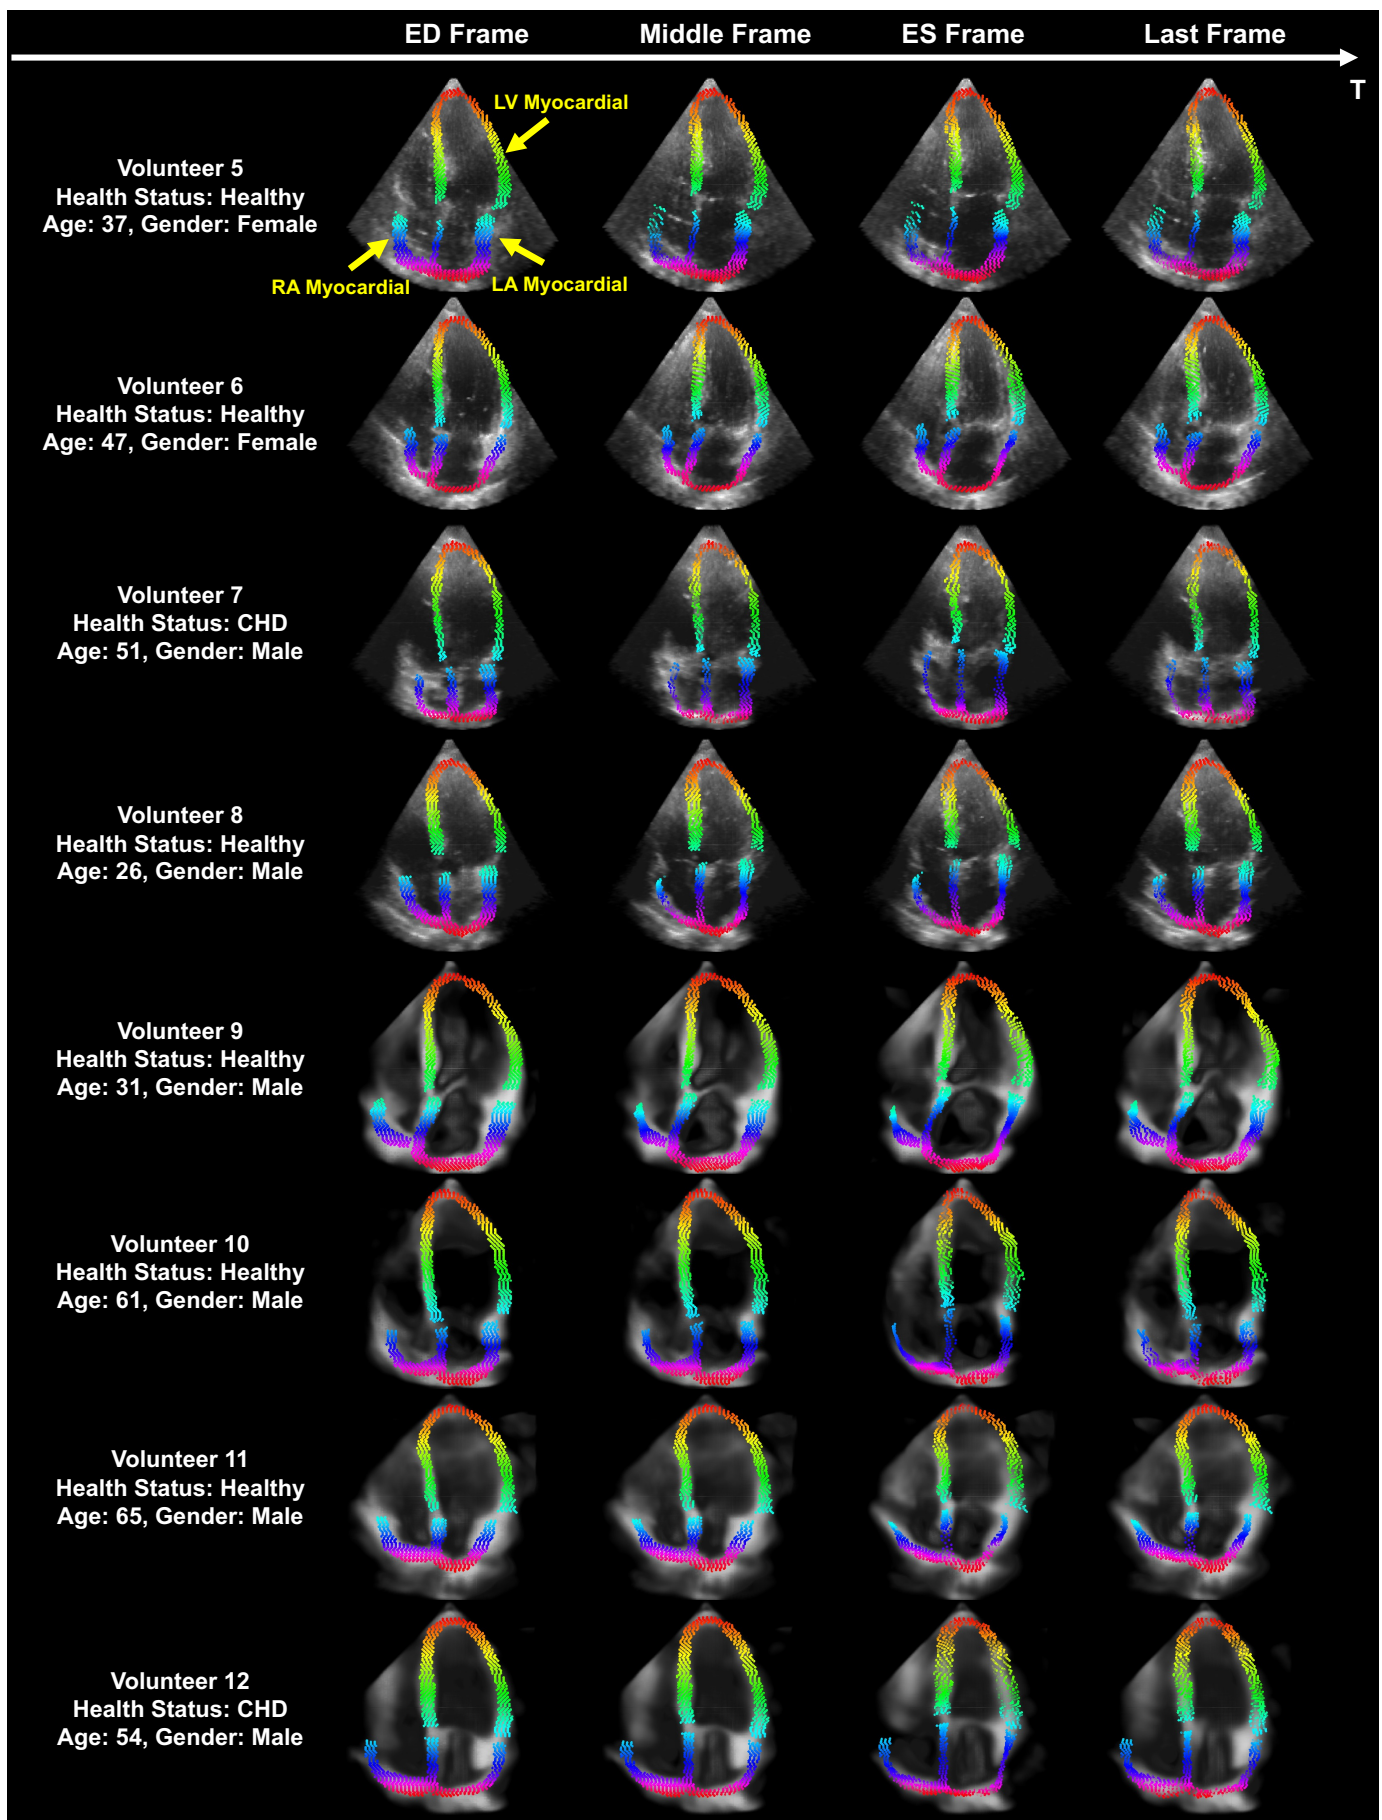 ED Frame Middle Frame ES Frame Last Frame
T
LV Myocardial
Volunteer 5
Health Status: Healthy
Age: 37, Gender: Female
RA Myocardial LA Myocardial
Volunteer 6
Health Status: Healthy
Age: 47, Gender: Female
Volunteer 7
Health Status: CHD
Age: 51, Gender: Male
Volunteer 8
Health Status: Healthy
Age: 26, Gender: Male
Volunteer 9
Health Status: Healthy
Age: 31, Gender: Male
Volunteer 10
Health Status: Healthy
Age: 61, Gender: Male
Volunteer 11
Health Status: Healthy
Age: 65, Gender: Male
Volunteer 12
Health Status: CHD
Age: 54, Gender: Male